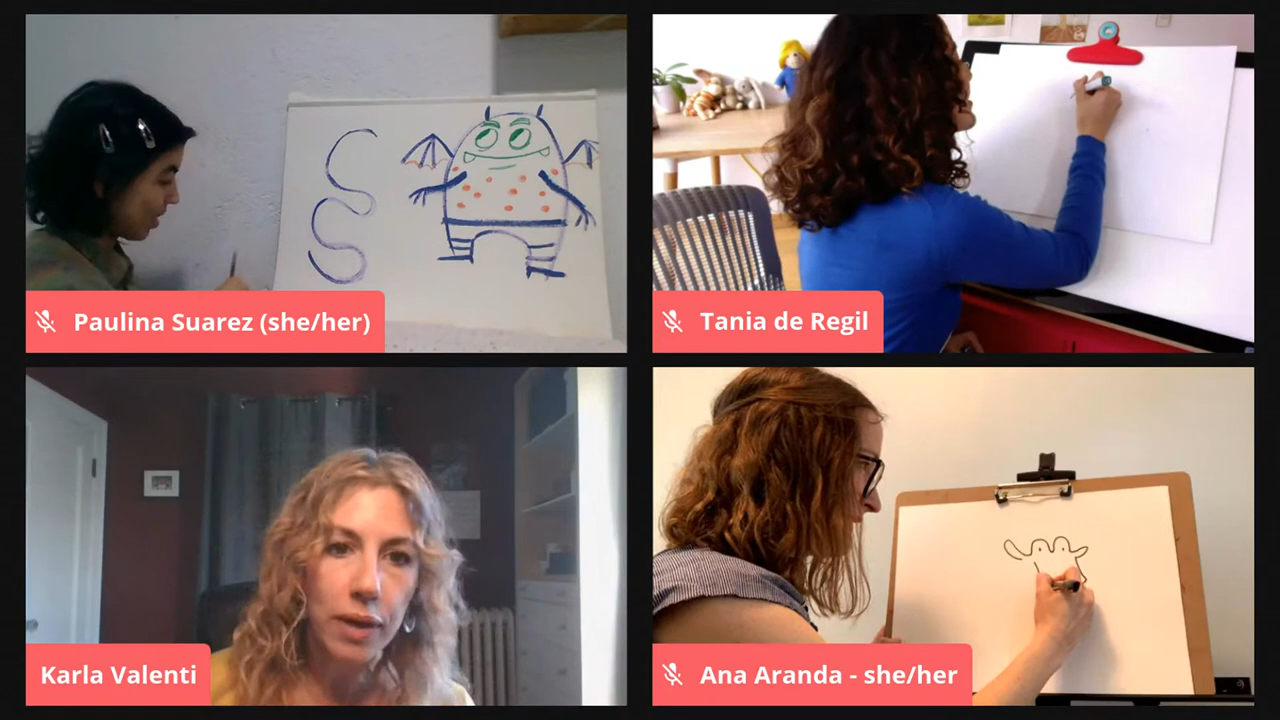 Paulina Suarez (she/her)
Tania de Regil
Karla Valenti
Ana Aranda - she/her